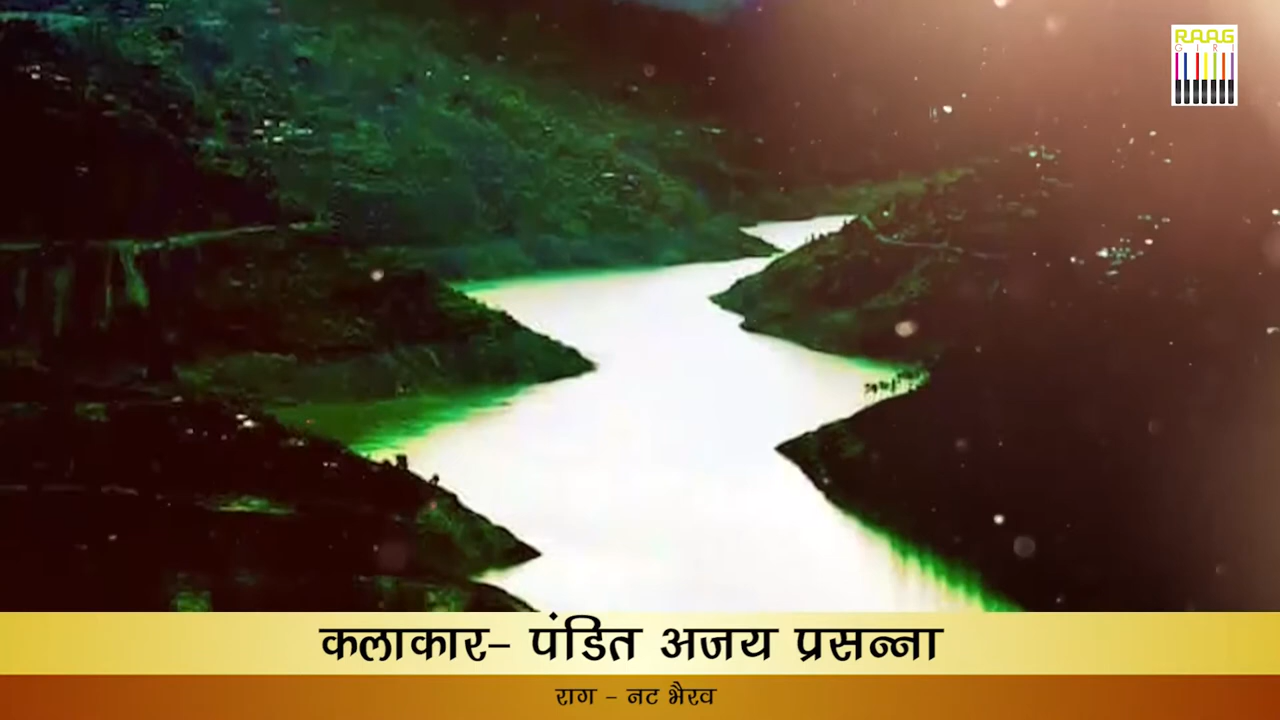 RAAG
GIRI
कलाकार– पंडित अजय प्रसन्ना
राग – नट भैरव